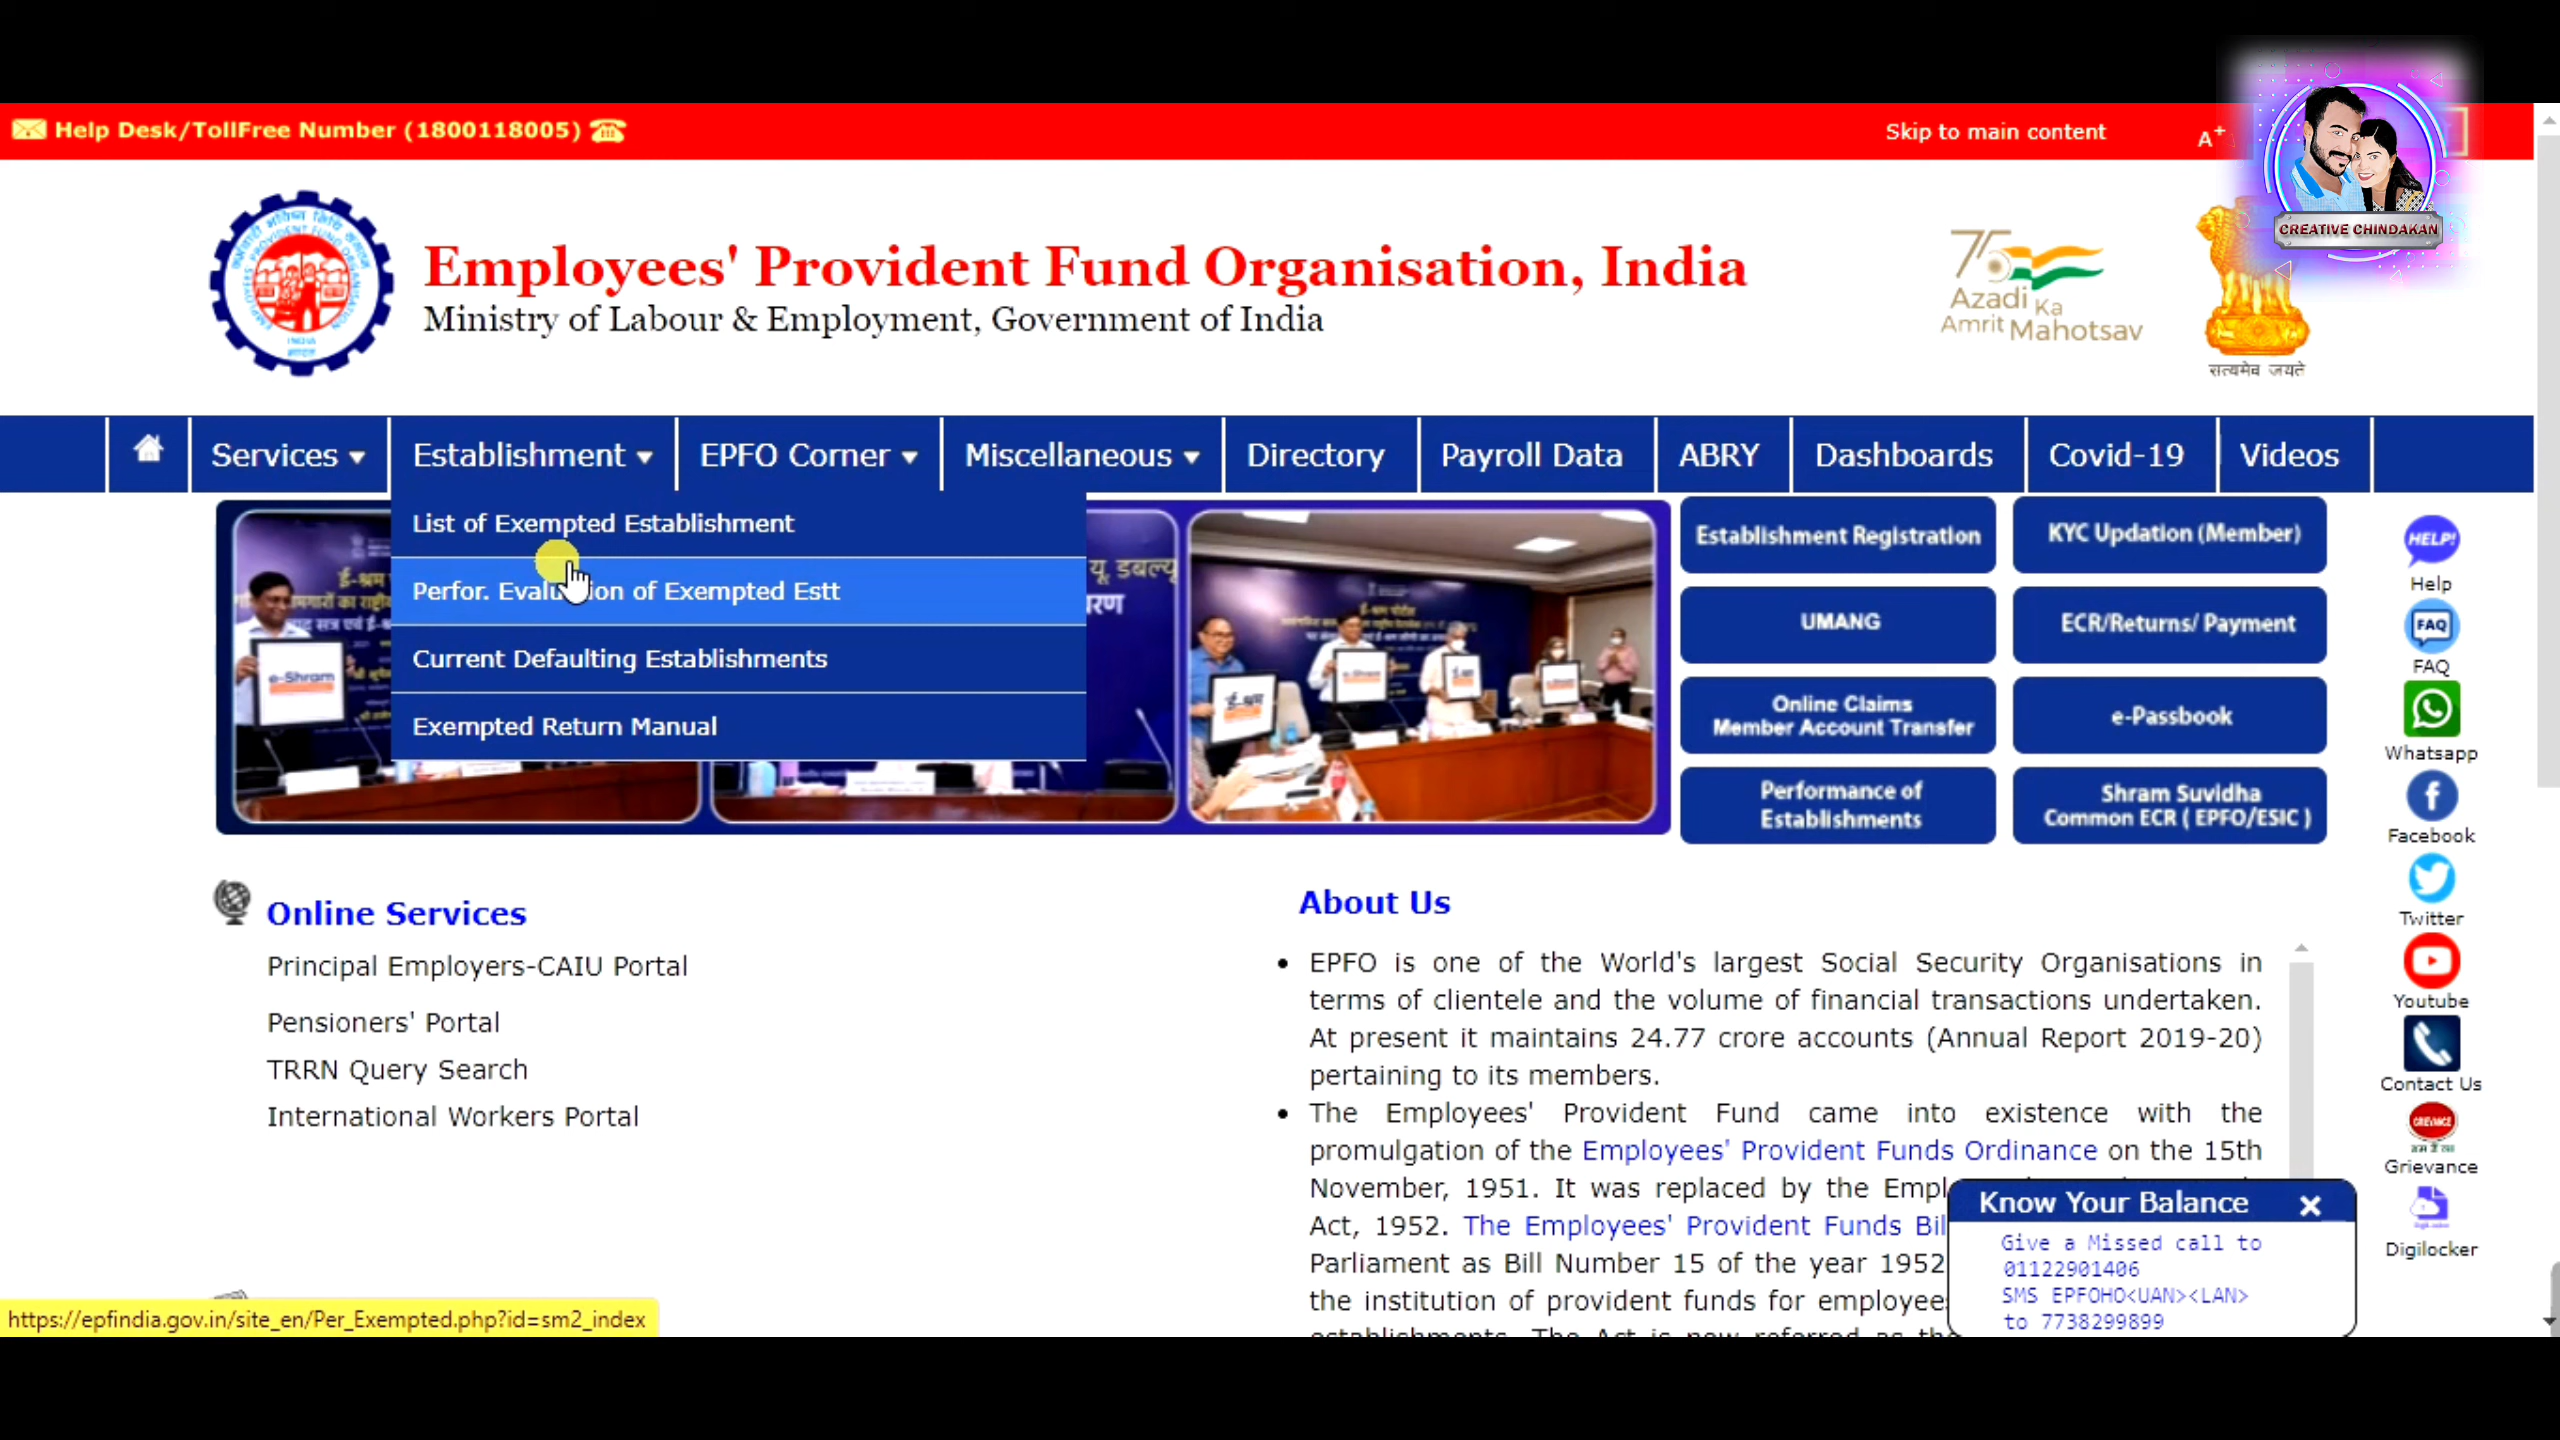 Help Desk/TollFree Number (1800118005)
Skip to main content
A+
CREATIVE CHINDAKAN
Employees' Provident Fund Organisation, India
Ministry of Labour & Employment, Government of India
75
Azadi Ka
Amrit Mahotsav
सत्यमेव जयते
Services
Establishment
EPFO Corner
Miscellaneous
Directory
Payroll Data
ABRY
Dashboards
Covid-19
Videos
List of Exempted Establishment
Perfor. of Exempted Estt
Current Defaulting Establishments
Exempted Return Manual
e-Shram
Establishment Registration
KYC Updation (Member)
UMANG
ECR/Returns/ Payment
Online Claims
Member Account Transfer
e-Passbook
Performance of
Establishments
Shram Suvidha
Common ECR ( EPFO/ESIC )
HELP!
Help
FAQ
FAQ
Whatsapp
Facebook
Twitter
Youtube
Contact Us
GRIEVANCE
Grievance
Digilocker
Online Services
Principal Employers-CAIU Portal
Pensioners' Portal
TRRN Query Search
International Workers Portal
About Us
EPFO is one of the World's largest Social Security Organisations in
terms of clientele and the volume of financial transactions undertaken.
At present it maintains 24.77 crore accounts (Annual Report 2019-20)
pertaining to its members.
The Employees' Provident Fund came into existence with the
promulgation of the Employees' Provident Funds Ordinance on the 15th
November, 1951. It was replaced by the
Act, 1952. The Employees' Provident Funds
Parliament as Bill Number 15 of the year 1952
the institution of provident funds for
Know Your Balance
Give a Missed call to
01122901406
SMS EPFOHO<UAN><LAN>
to 7738299899
https://epfindia.gov.in/site_en/Per_Exempted.php?id=sm2_index